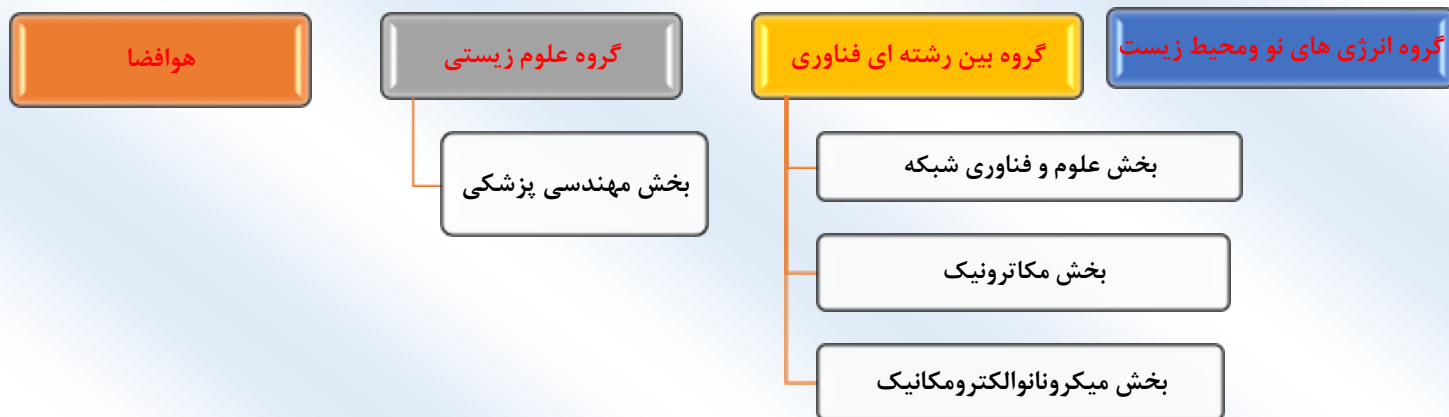 گروه انرژی های نو ومحیط زیست
گروه بین رشته ای فناوری
بخش علوم و فناوری شبکه
بخش مکاترونیک
بخش میکرونانوالکترومکانیک
گروه علوم زیستی
بخش مهندسی پزشکی
هوافضا